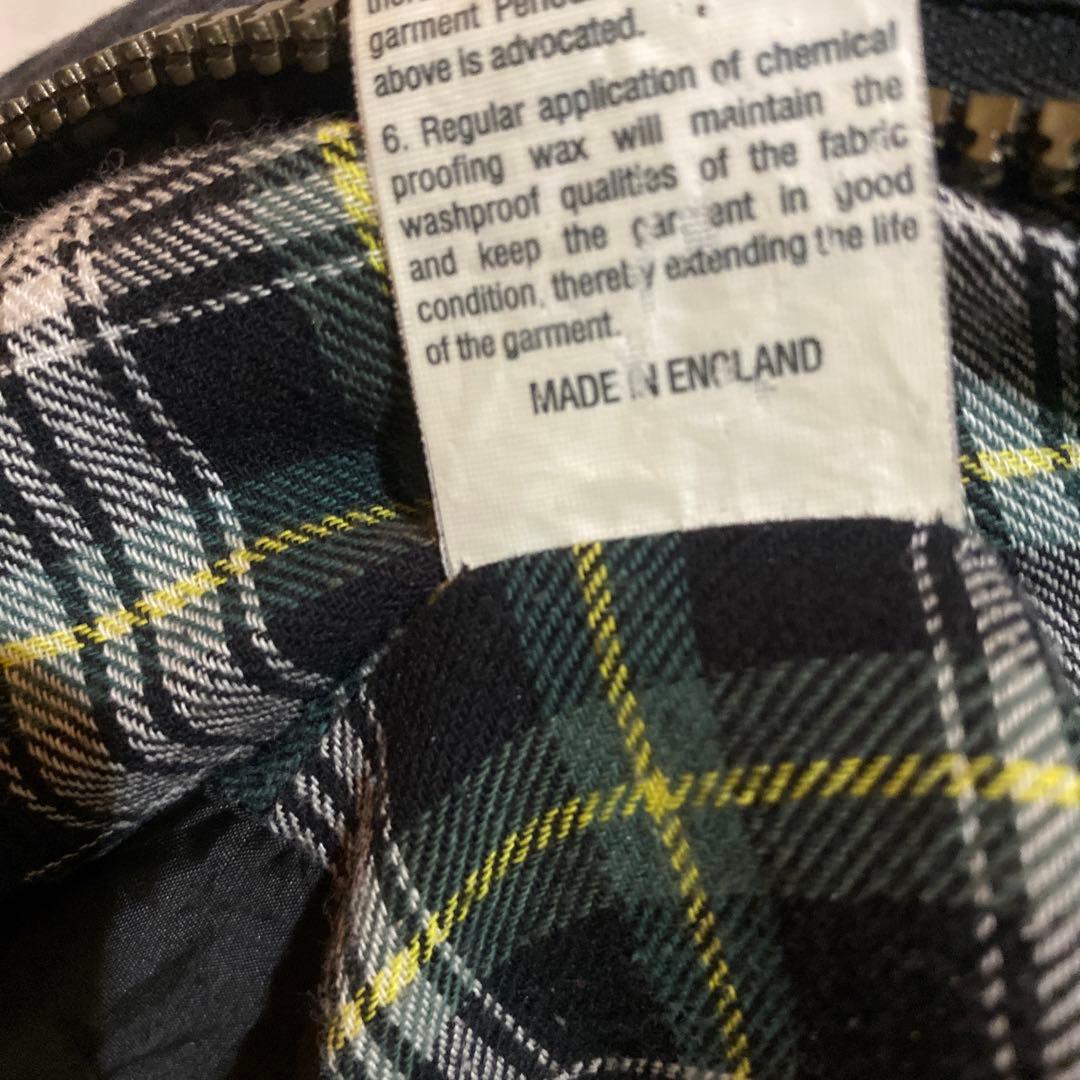 garment
above is advocated.
6. Regular application of chemical
proofing wax will maintain the
washproof qualities of the fabric
and keep the garment in good
condition, thereby extending the life
of the garment.
MADE IN ENGLAND